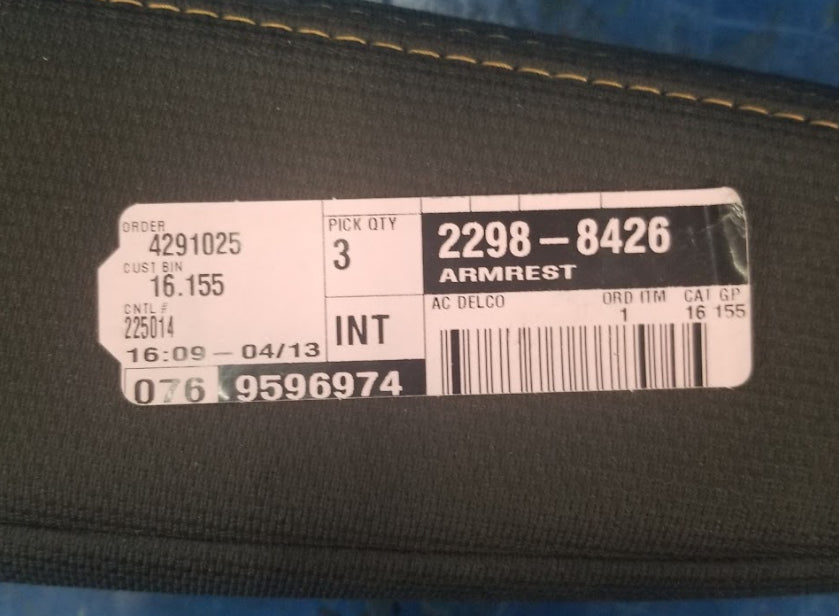 ORDER
4291025
CUST BIN
16.155
CNTL #
225014
16:09 – 04/13
076 9596974
PICK QTY
3
INT
2298–8426
ARMREST
AC DELCO ORD ITM CAT GP
1 16 155